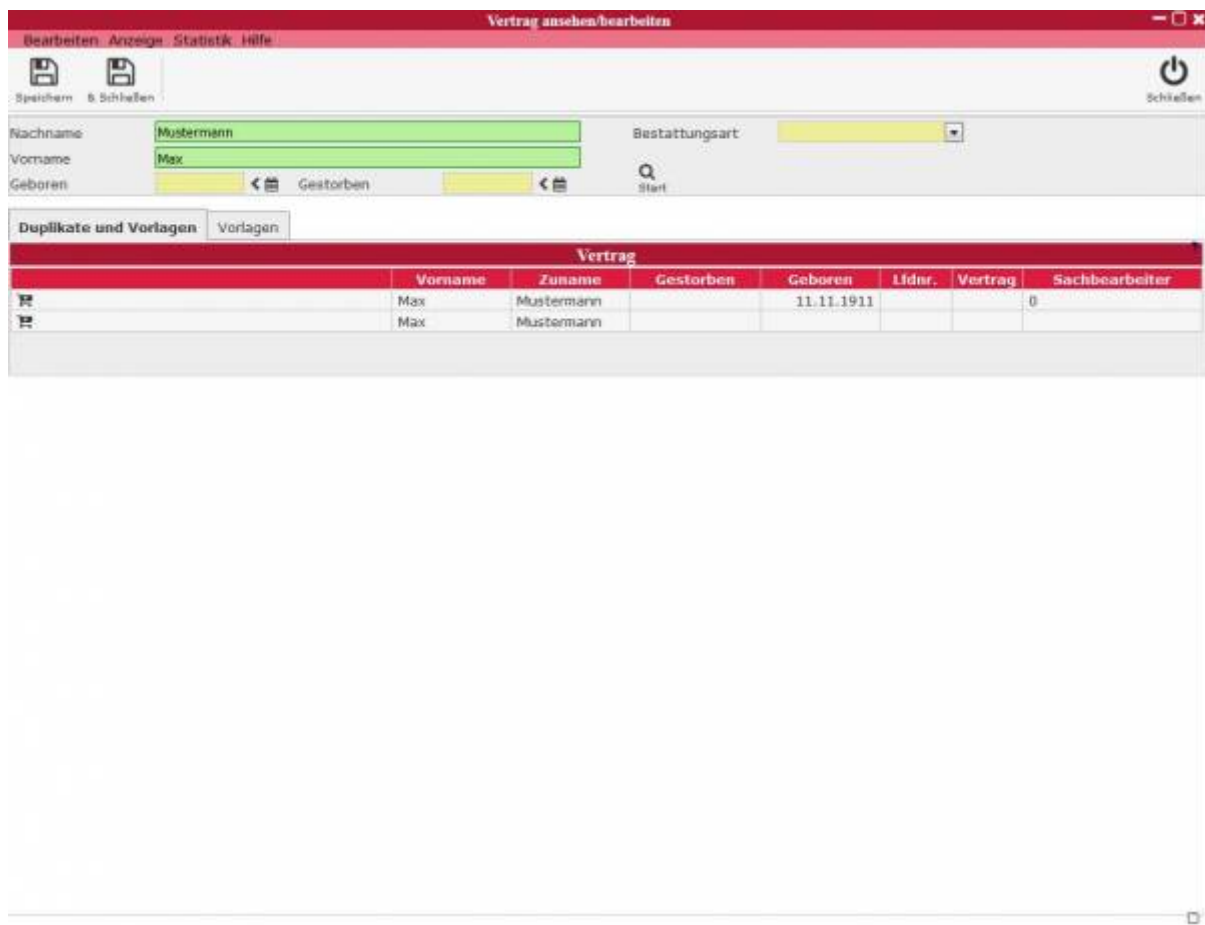 Vertrag ansehen/bearbeiten
Bearbeiten Anzeige Statistik Hilfe
Speichern & Schließen Schließen
Nachname Mustermann Bestattungsart
Vorname Max
Geboren Gestorben Start
Duplikate und Vorlagen Vorlagen
Vertrag
Vorname Zuname Gestorben Geboren Lfdnr. Vertrag Sachbearbeiter
Max Mustermann 11.11.1911 0
Max Mustermann